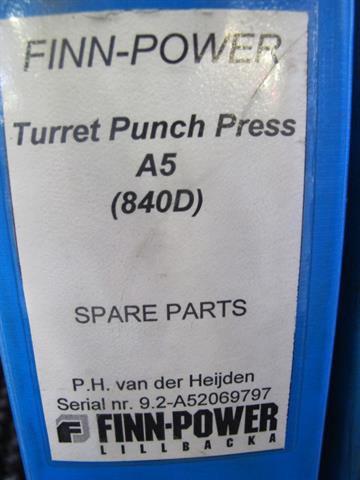 FINN-POWER
Turret Punch Press
A5
(840D)
SPARE PARTS
P.H. van der Heijden
Serial nr. 9.2-A52069797
FINN-POWER
LILLBACKA